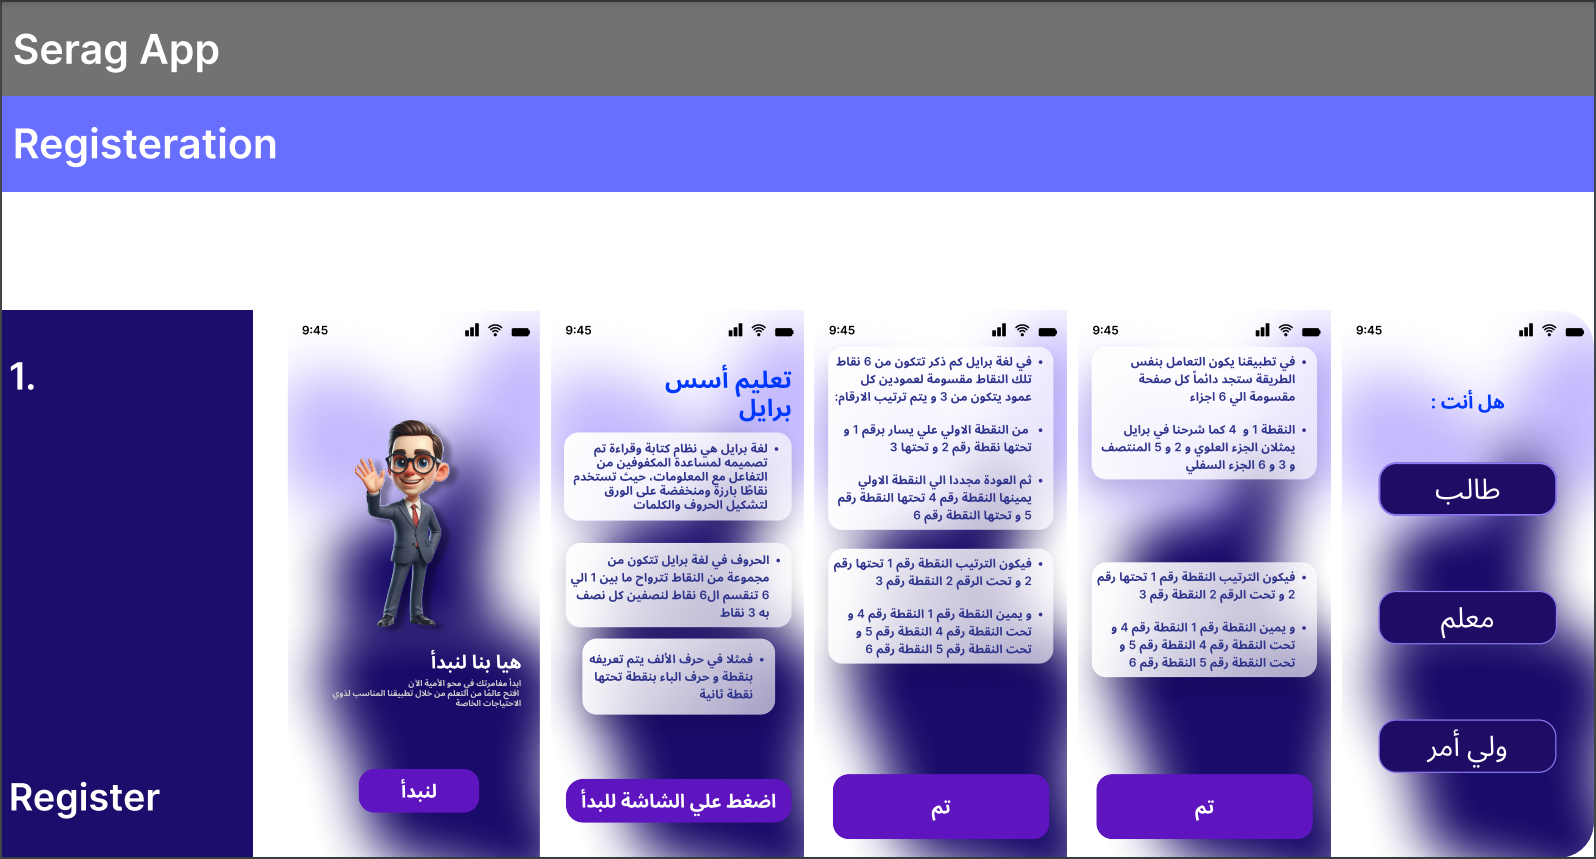 Serag App
Registeration
1.
Register
9:45
هيا بنا لنبدأ
ابدأ مغامرتك في محو الأمية الآن
افتح عالمًا من التعلم من خلال تطبيقنا المناسب لذوي
الاحتياجات الخاصة
لنبدأ
9:45
تعليم أسس
برايل
• لغة برايل هي نظام كتابة وقراءة تم
تصميمه لمساعدة المكفوفين من
التفاعل مع المعلومات، حيث تستخدم
نقاطًا بارزة ومنخفضة على الورق
لتشكيل الحروف والكلمات
• الحروف في لغة برايل تتكون من
مجموعة من النقاط تترواح ما بين 1 الي
6 تنقسم ال6 نقاط لنصفين كل نصف
به 3 نقاط
• فمثلا في حرف الألف يتم تعريفه
بنقطة و حرف الباء بنقطة تحتها
نقطة ثانية
اضغط علي الشاشة للبدأ
9:45
• في لغة برايل كم ذكر تتكون من 6 نقاط
تلك النقاط مقسومة لعمودين كل
عمود يتكون من 3 و يتم ترتيب الارقام:
• من النقطة الاولي علي يسار برقم 1 و
تحتها نقطة رقم 2 و تحتها 3
• ثم العودة مجددا الي النقطة الاولي
يمينها النقطة رقم 4 تحتها النقطة رقم
5 و تحتها النقطة رقم 6
• فيكون الترتيب النقطة رقم 1 تحتها رقم
2 و تحت الرقم 2 النقطة رقم 3
• و يمين النقطة رقم 1 النقطة رقم 4 و
تحت النقطة رقم 4 النقطة رقم 5 و
تحت النقطة رقم 5 النقطة رقم 6
تم
9:45
• في تطبيقنا يكون التعامل بنفس
الطريقة ستجد دائماً كل صفحة
مقسومة الي 6 اجزاء
• النقطة 1 و 4 كما شرحنا في برايل
يمثلان الجزء العلوي و 2 و 5 المنتصف
و 3 و 6 الجزء السفلي
• فيكون الترتيب النقطة رقم 1 تحتها رقم
2 و تحت الرقم 2 النقطة رقم 3
• و يمين النقطة رقم 1 النقطة رقم 4 و
تحت النقطة رقم 4 النقطة رقم 5 و
تحت النقطة رقم 5 النقطة رقم 6
تم
9:45
هل أنت :
طالب
معلم
ولي أمر